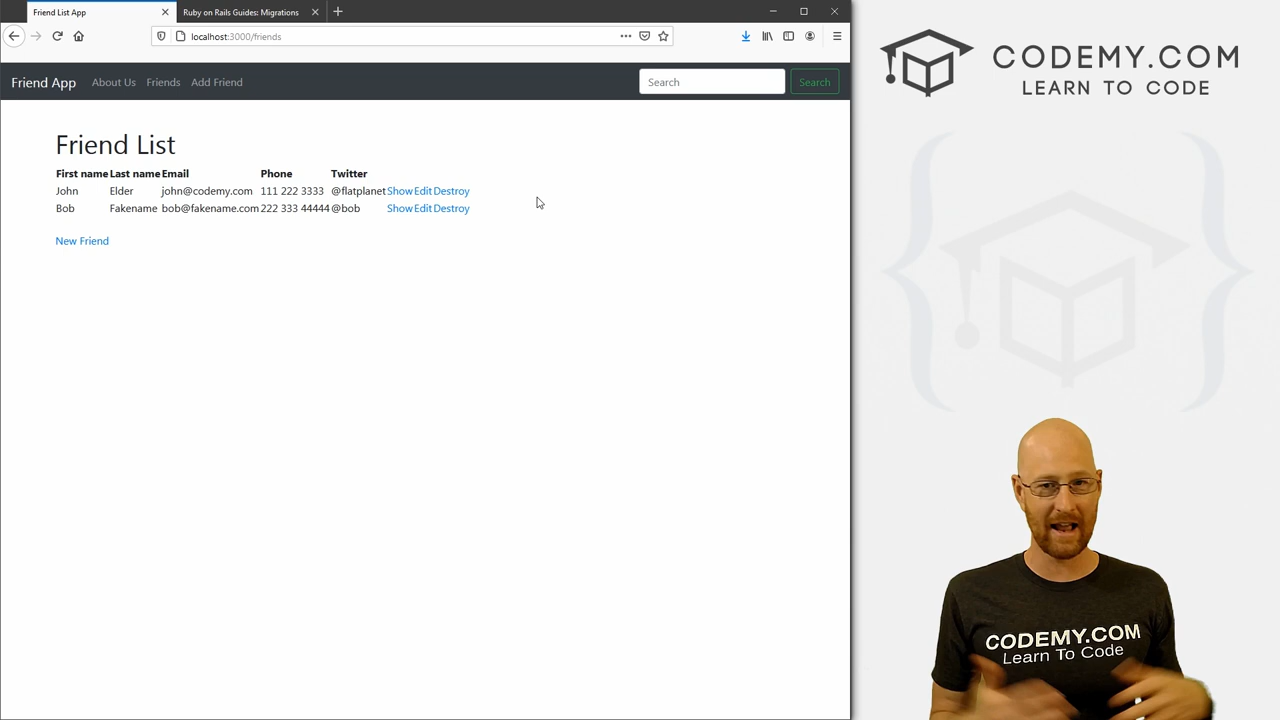 Friend List App
Ruby on Rails Guides: Migrations
localhost:3000/friends
Friend App About Us Friends Add Friend Search Search
Friend List
First name Last name Email Phone Twitter
John Elder john@codemy.com 111 222 3333 @flatplanet Show Edit Destroy
Bob Fakename bob@fakename.com 222 333 44444 @bob Show Edit Destroy
New Friend
CODEMY.COM
LEARN TO CODE
CODEMY.COM
Learn To Code